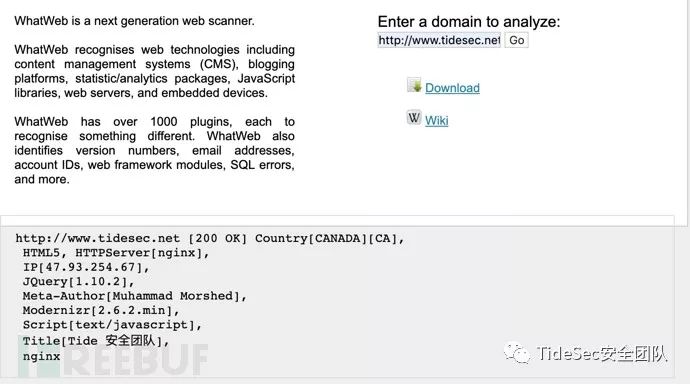 WhatWeb is a next generation web scanner.
WhatWeb recognises web technologies including
content management systems (CMS), blogging
platforms, statistic/analytics packages, JavaScript
libraries, web servers, and embedded devices.
WhatWeb has over 1000 plugins, each to
recognise something different. WhatWeb also
identifies version numbers, email addresses,
account IDs, web framework modules, SQL errors,
and more.
Enter a domain to analyze:
http://www.tidesec.net Go
Download
W Wiki
http://www.tidesec.net [200 OK] Country[CANADA][CA],
HTML5, HTTPServer[nginx],
IP[47.93.254.67],
JQuery[1.10.2],
Meta-Author[Muhammad Morshed],
Modernizr[2.6.2.min],
Script[text/javascript],
Title[Tide 安全团队],
nginx
FREEBUF
TideSec安全团队